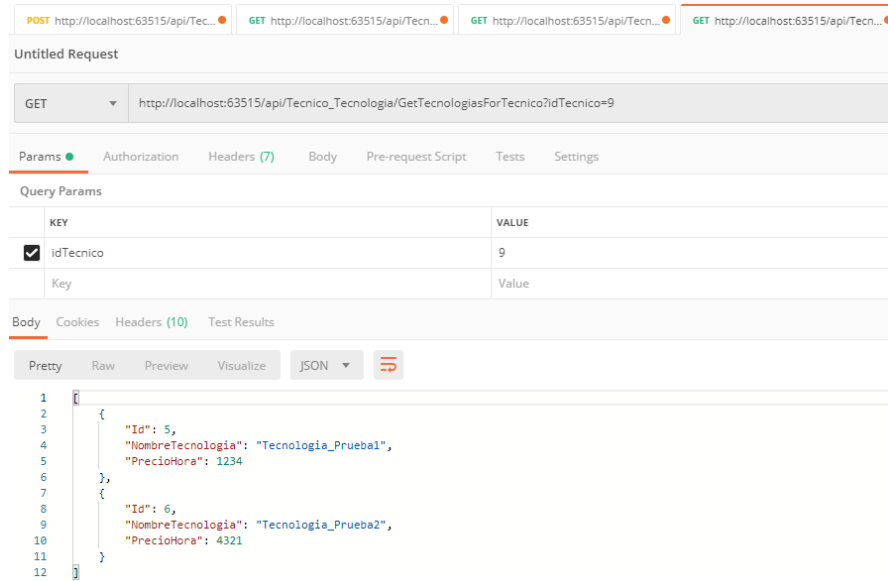 POST http://localhost:63515/api/Tec... GET http://localhost:63515/api/Tecn... GET http://localhost:63515/api/Tecn... GET http://localhost:63515/api/Tecn...
Untitled Request
GET http://localhost:63515/api/Tecnico_Tecnologia/GetTecnologiasForTecnico?idTecnico=9
Params Authorization Headers (7) Body Pre-request Script Tests Settings
Query Params
KEY VALUE
idTecnico 9
Key Value
Body Cookies Headers (10) Test Results
Pretty Raw Preview Visualize JSON
1 [
2 {
3 "Id": 5,
4 "NombreTecnologia": "Tecnologia_Prueba1",
5 "PrecioHora": 1234
6 },
7 {
8 "Id": 6,
9 "NombreTecnologia": "Tecnologia_Prueba2",
10 "PrecioHora": 4321
11 }
12 ]